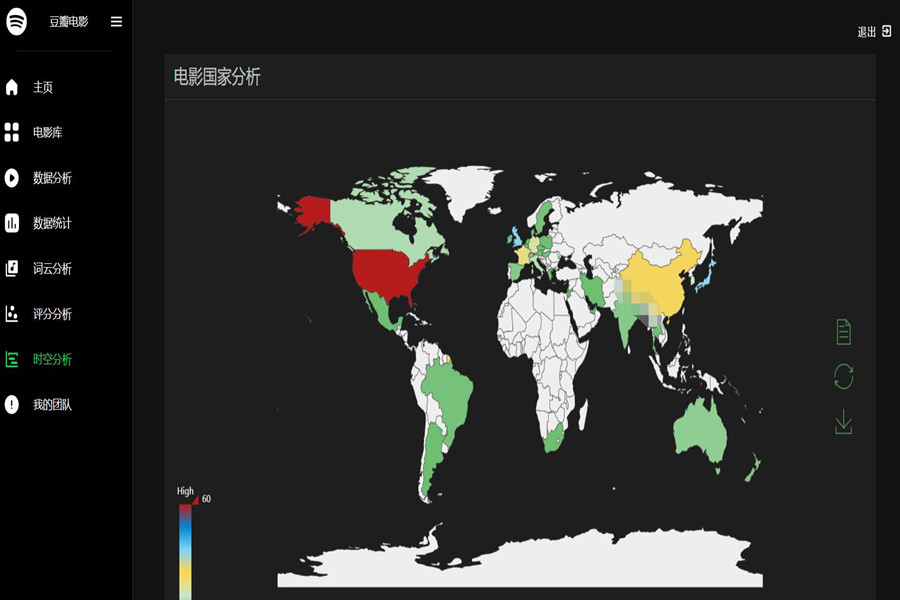 豆瓣电影
退出
主页
电影库
数据分析
数据统计
词云分析
评分分析
时空分析
我的团队
电影国家分析
High
60